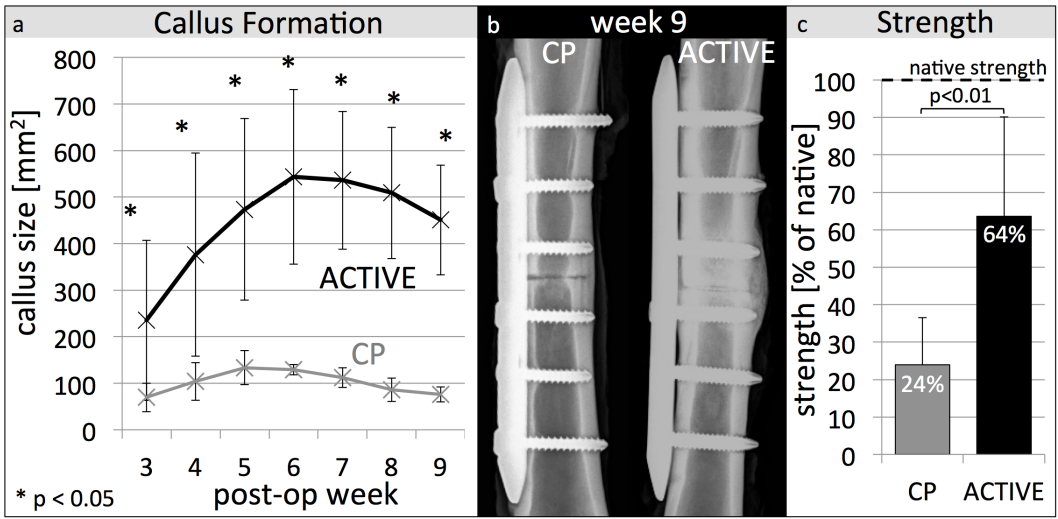 a Callus Formation
callus size [mm²]
800
700
600
500
400
300
200
100
0
* * * * * * *
ACTIVE
CP
3 4 5 6 7 8 9
post-op week
* p < 0.05
b week 9
CP ACTIVE
c Strength
strength [% of native]
native strength
p<0.01
100
90
80
70
60
50
40
30
20
10
0
64%
24%
CP ACTIVE